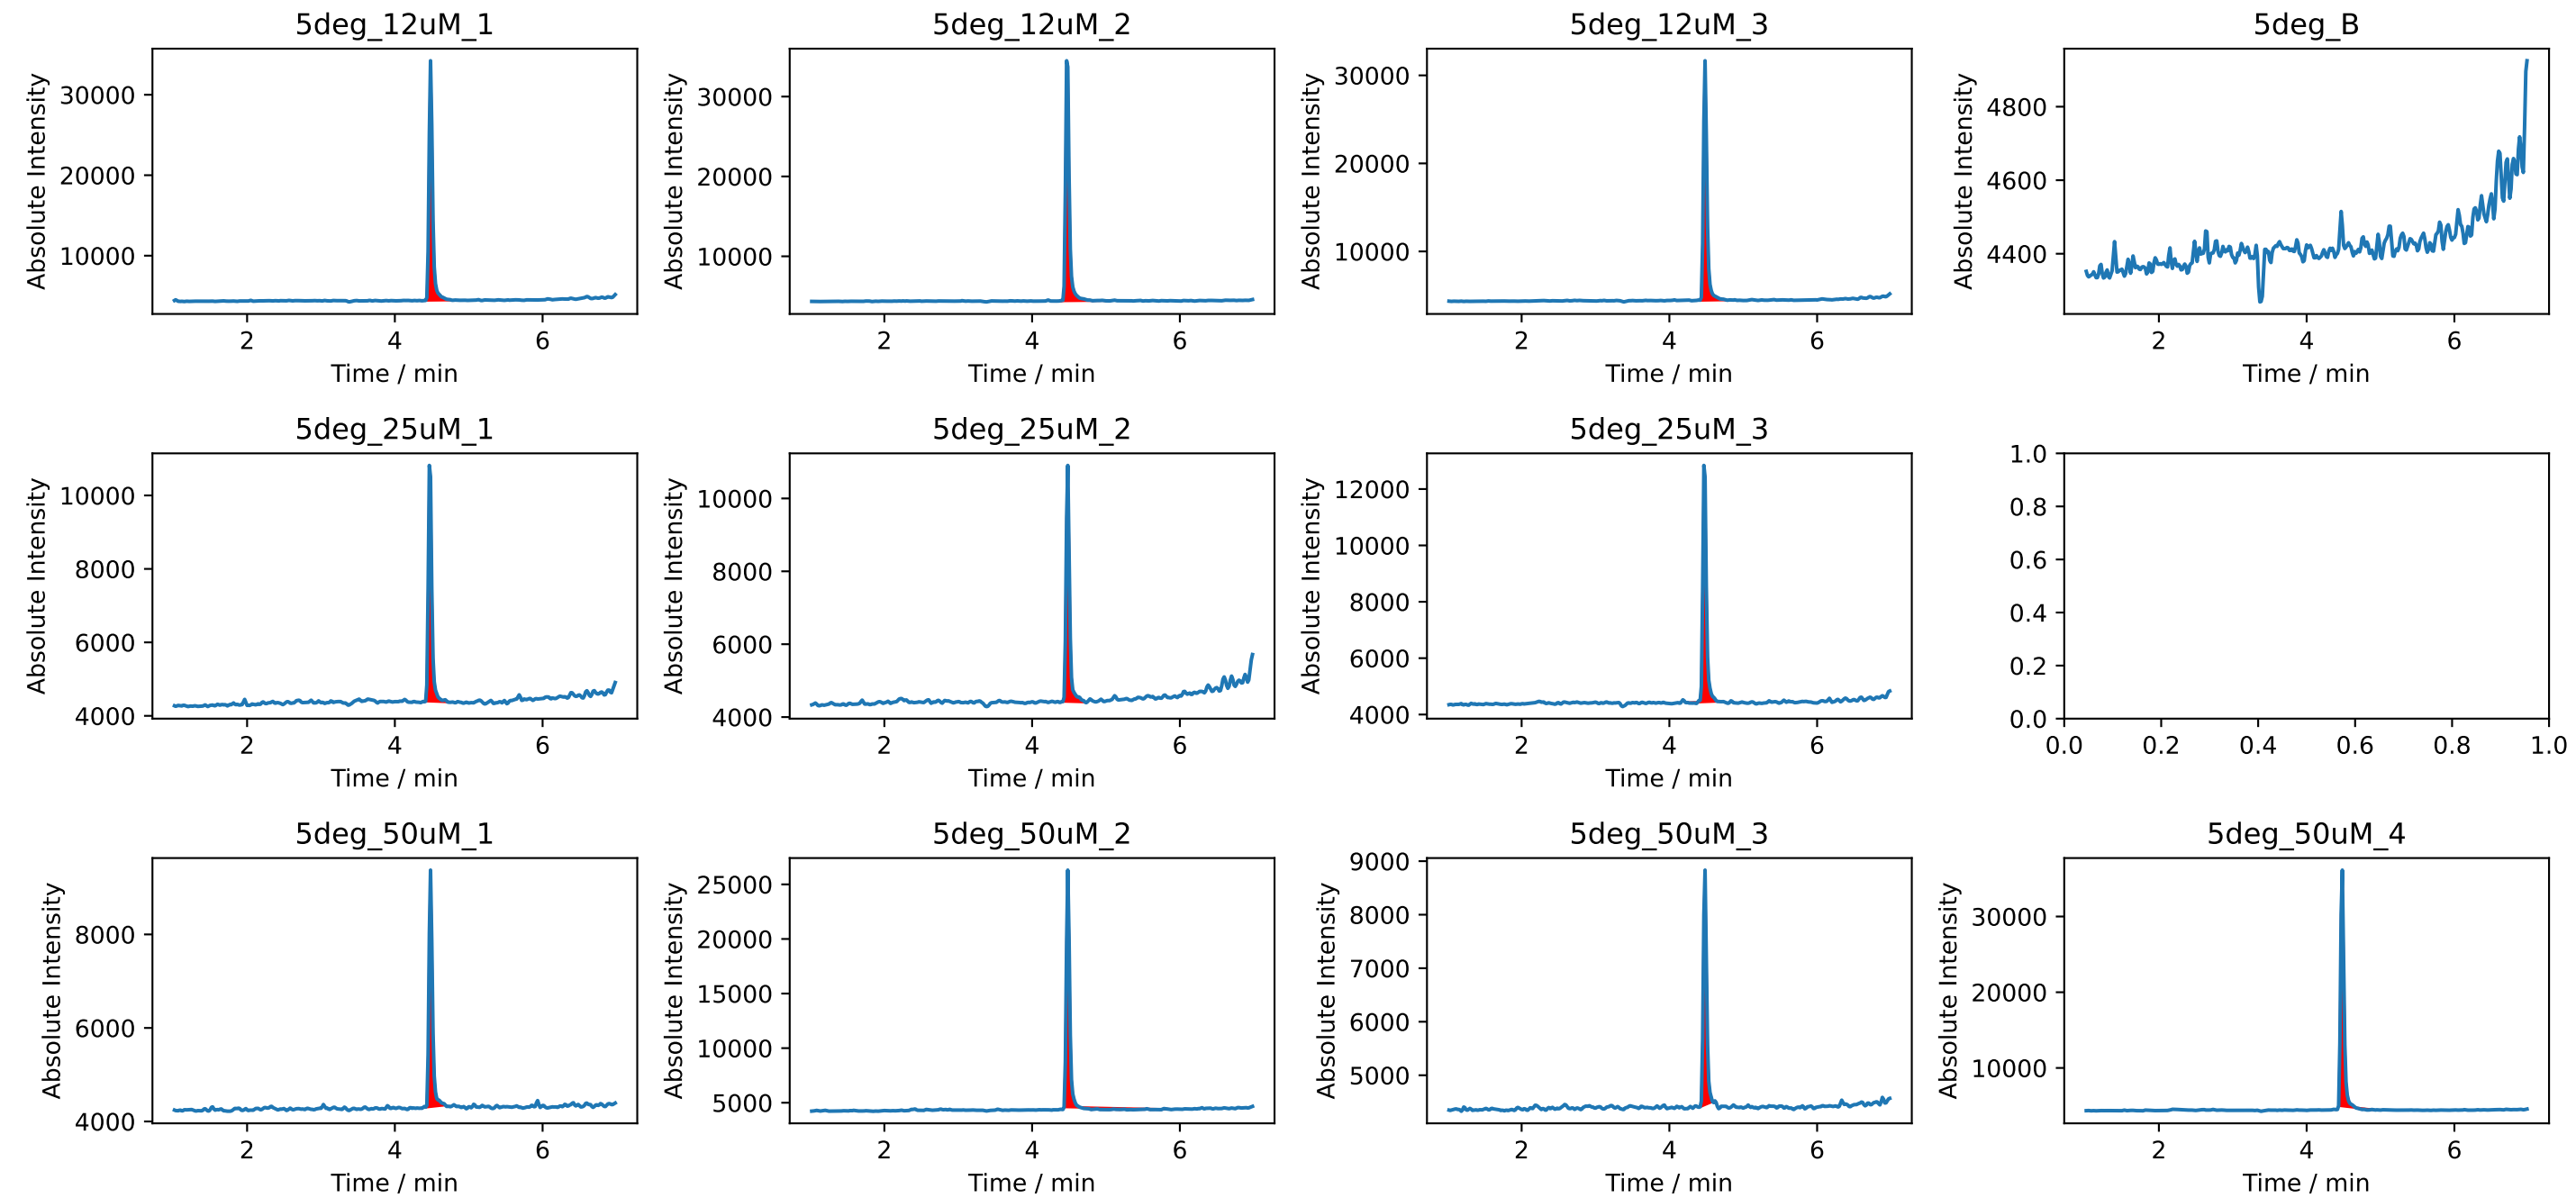 5deg_12uM_1
Absolute Intensity
30000
20000
10000
2 4 6
Time / min
5deg_12uM_2
Absolute Intensity
30000
20000
10000
2 4 6
Time / min
5deg_12uM_3
Absolute Intensity
30000
20000
10000
2 4 6
Time / min
5deg_B
Absolute Intensity
4800
4600
4400
2 4 6
Time / min
5deg_25uM_1
Absolute Intensity
10000
8000
6000
4000
2 4 6
Time / min
5deg_25uM_2
Absolute Intensity
10000
8000
6000
4000
2 4 6
Time / min
5deg_25uM_3
Absolute Intensity
12000
10000
8000
6000
4000
2 4 6
Time / min
1.0
0.8
0.6
0.4
0.2
0.0
0.0 0.2 0.4 0.6 0.8 1.0
5deg_50uM_1
Absolute Intensity
8000
6000
4000
2 4 6
Time / min
5deg_50uM_2
Absolute Intensity
25000
20000
15000
10000
5000
2 4 6
Time / min
5deg_50uM_3
Absolute Intensity
9000
8000
7000
6000
5000
2 4 6
Time / min
5deg_50uM_4
Absolute Intensity
30000
20000
10000
2 4 6
Time / min